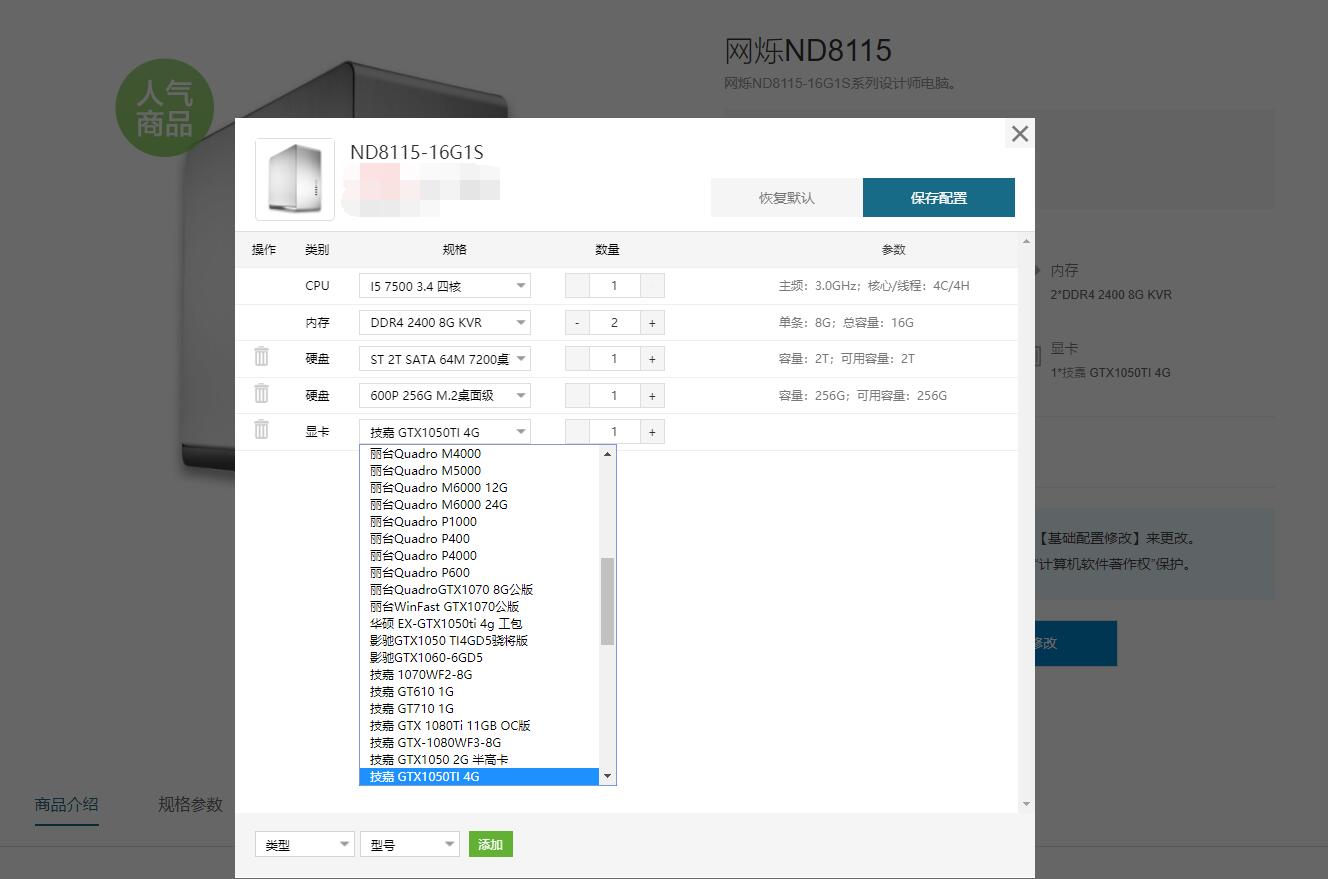 人气
商品
网烁ND8115
网烁ND8115-16G1S系列设计师电脑。
ND8115-16G1S
恢复默认
保存配置
操作 类别 规格 数量 参数
CPU I5 7500 3.4 四核 1 主频：3.0GHz；核心/线程：4C/4H
内存 DDR4 2400 8G KVR - 2 + 单条：8G；总容量：16G
硬盘 ST 2T SATA 64M 7200桌 1 + 容量：2T；可用容量：2T
硬盘 600P 256G M.2桌面级 1 + 容量：256G；可用容量：256G
显卡 技嘉 GTX1050TI 4G 1 +
丽台Quadro M4000
丽台Quadro M5000
丽台Quadro M6000 12G
丽台Quadro M6000 24G
丽台Quadro P1000
丽台Quadro P400
丽台Quadro P4000
丽台Quadro P600
丽台QuadroGTX1070 8G公版
丽台WinFast GTX1070公版
华硕 EX-GTX1050ti 4g 工包
影驰GTX1050 TI4GD5骁将版
影驰GTX1060-6GD5
技嘉 1070WF2-8G
技嘉 GT610 1G
技嘉 GT710 1G
技嘉 GTX 1080Ti 11GB OC版
技嘉 GTX-1080WF3-8G
技嘉 GTX1050 2G 半高卡
技嘉 GTX1050TI 4G
类型 型号 添加
内存
2*DDR4 2400 8G KVR
显卡
1*技嘉 GTX1050TI 4G
【基础配置修改】来更改。
“计算机软件著作权”保护。
修改
商品介绍 规格参数